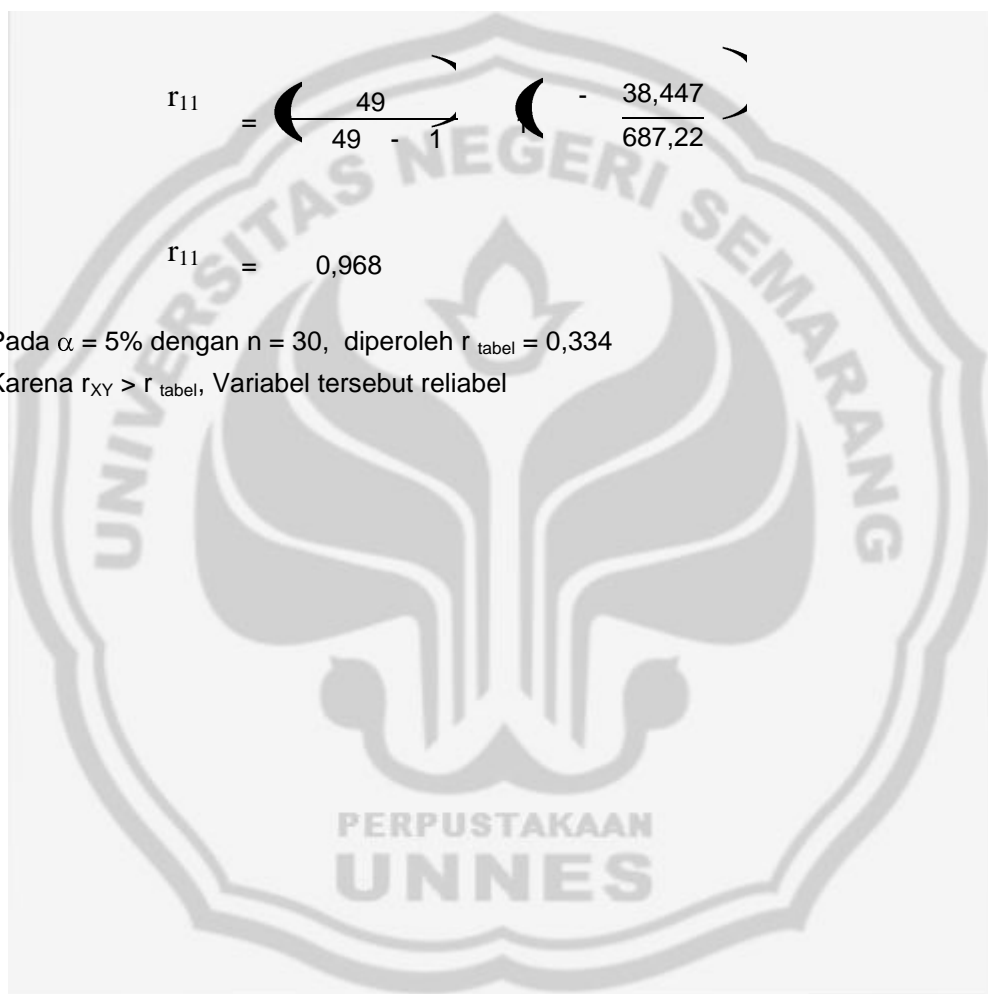 r₁₁ = ( 49 / 49 - 1 ) ( 1 - 38,447 / 687,22 )
r₁₁ = 0,968
Pada α = 5% dengan n = 30, diperoleh r tabel = 0,334
Karena rXY > r tabel, Variabel tersebut reliabel
UNIVERSITAS NEGERI SEMARANG
PERPUSTAKAAN
UNNES